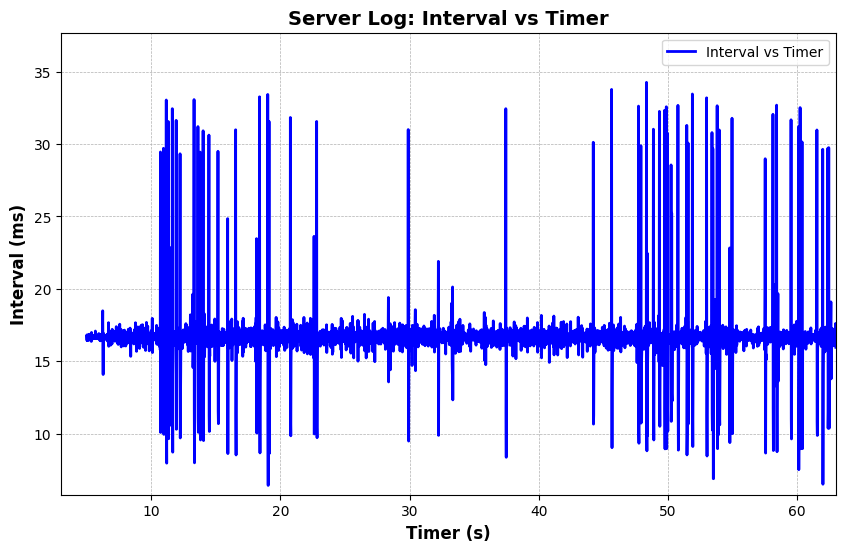 Server Log: Interval vs Timer
Interval vs Timer
35
30
25
20
15
10
Interval (ms)
10 20 30 40 50 60
Timer (s)